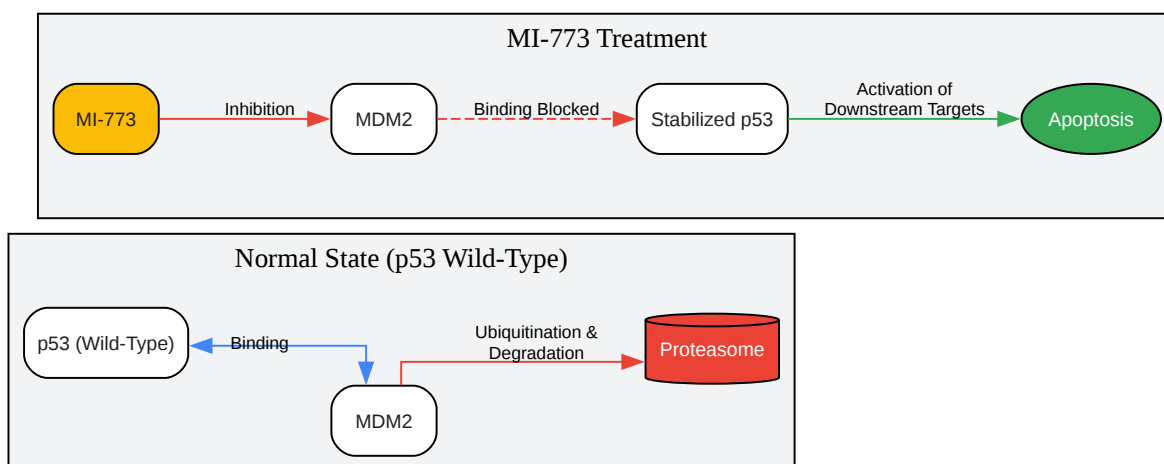 MI-773 Treatment
MI-773
Inhibition
MDM2
Binding Blocked
Stabilized p53
Activation of
Downstream Targets
Apoptosis
Normal State (p53 Wild-Type)
p53 (Wild-Type)
Binding
MDM2
Ubiquitination &
Degradation
Proteasome